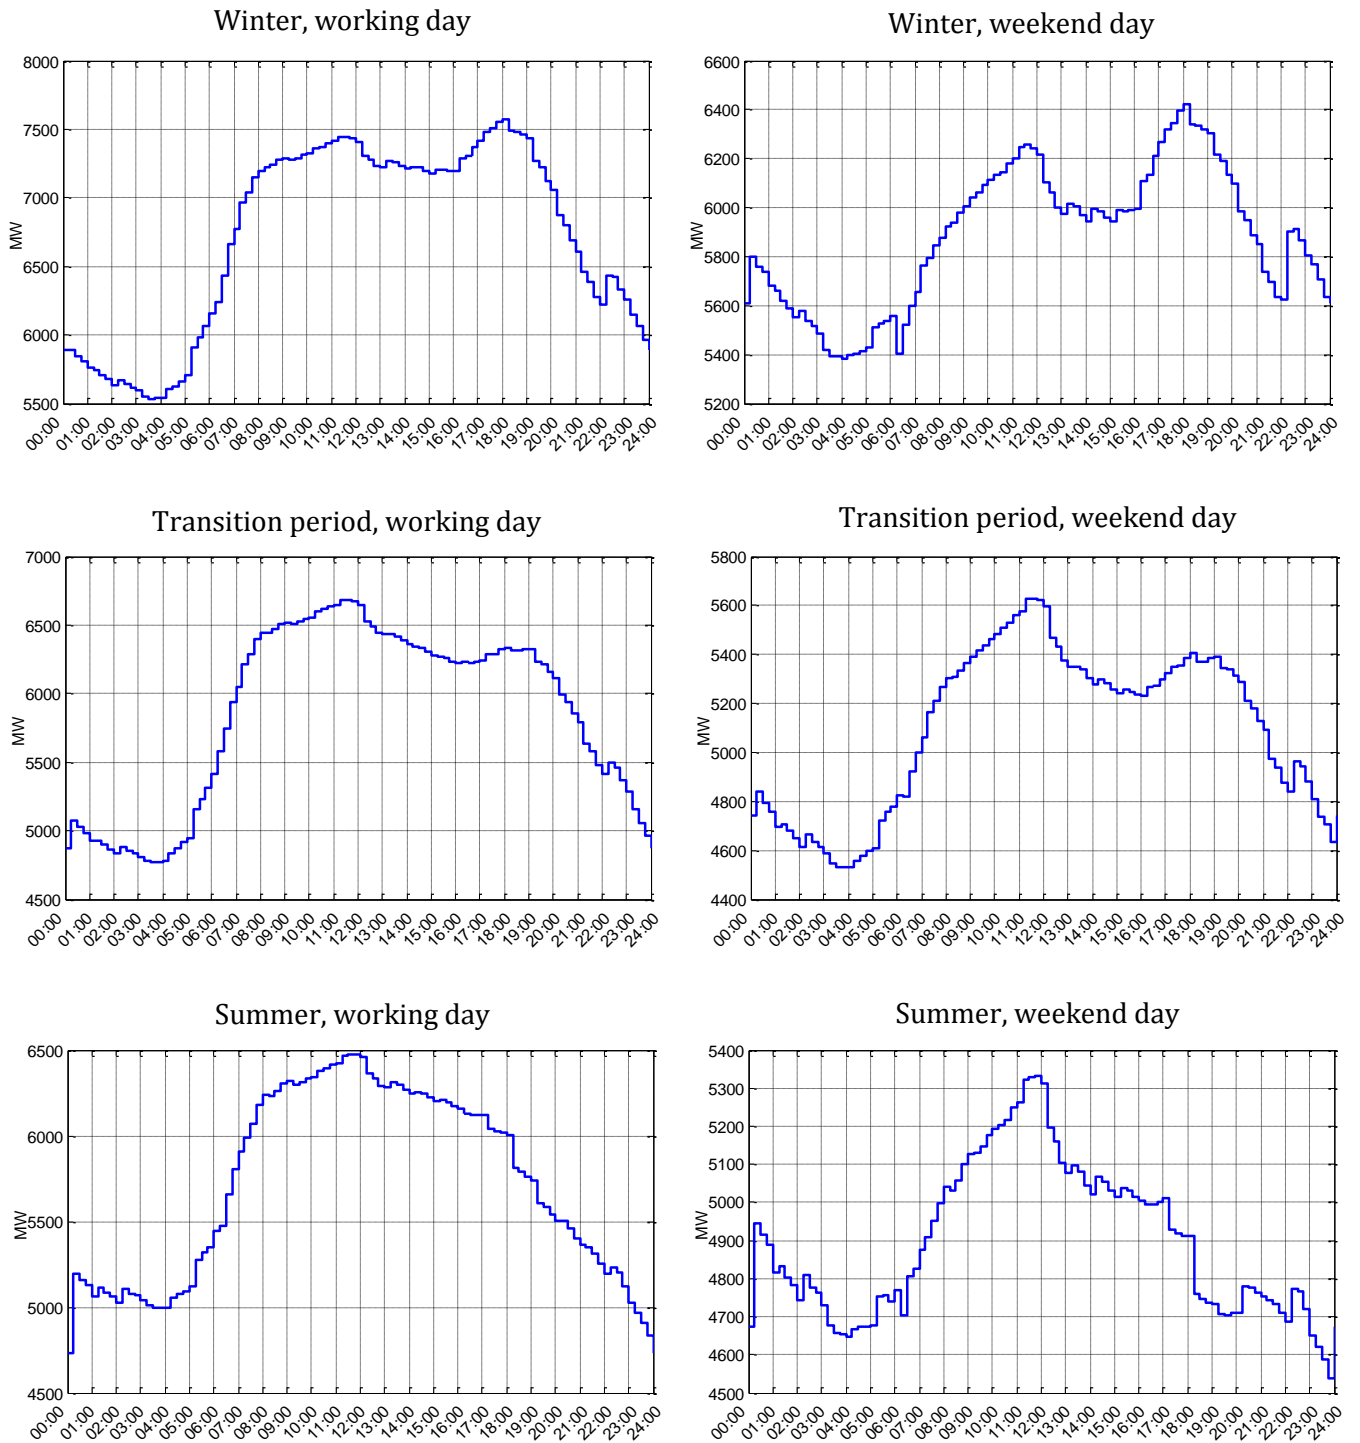 Winter, working day
8000
7500
7000
6500
6000
5500
MW
00:00 01:00 02:00 03:00 04:00 05:00 06:00 07:00 08:00 09:00 10:00 11:00 12:00 13:00 14:00 15:00 16:00 17:00 18:00 19:00 20:00 21:00 22:00 23:00 24:00
Winter, weekend day
6600
6400
6200
6000
5800
5600
5400
5200
MW
00:00 01:00 02:00 03:00 04:00 05:00 06:00 07:00 08:00 09:00 10:00 11:00 12:00 13:00 14:00 15:00 16:00 17:00 18:00 19:00 20:00 21:00 22:00 23:00 24:00
Transition period, working day
7000
6500
6000
5500
5000
4500
MW
00:00 01:00 02:00 03:00 04:00 05:00 06:00 07:00 08:00 09:00 10:00 11:00 12:00 13:00 14:00 15:00 16:00 17:00 18:00 19:00 20:00 21:00 22:00 23:00 24:00
Transition period, weekend day
5800
5600
5400
5200
5000
4800
4600
4400
MW
00:00 01:00 02:00 03:00 04:00 05:00 06:00 07:00 08:00 09:00 10:00 11:00 12:00 13:00 14:00 15:00 16:00 17:00 18:00 19:00 20:00 21:00 22:00 23:00 24:00
Summer, working day
6500
6000
5500
5000
4500
MW
00:00 01:00 02:00 03:00 04:00 05:00 06:00 07:00 08:00 09:00 10:00 11:00 12:00 13:00 14:00 15:00 16:00 17:00 18:00 19:00 20:00 21:00 22:00 23:00 24:00
Summer, weekend day
5400
5300
5200
5100
5000
4900
4800
4700
4600
4500
MW
00:00 01:00 02:00 03:00 04:00 05:00 06:00 07:00 08:00 09:00 10:00 11:00 12:00 13:00 14:00 15:00 16:00 17:00 18:00 19:00 20:00 21:00 22:00 23:00 24:00